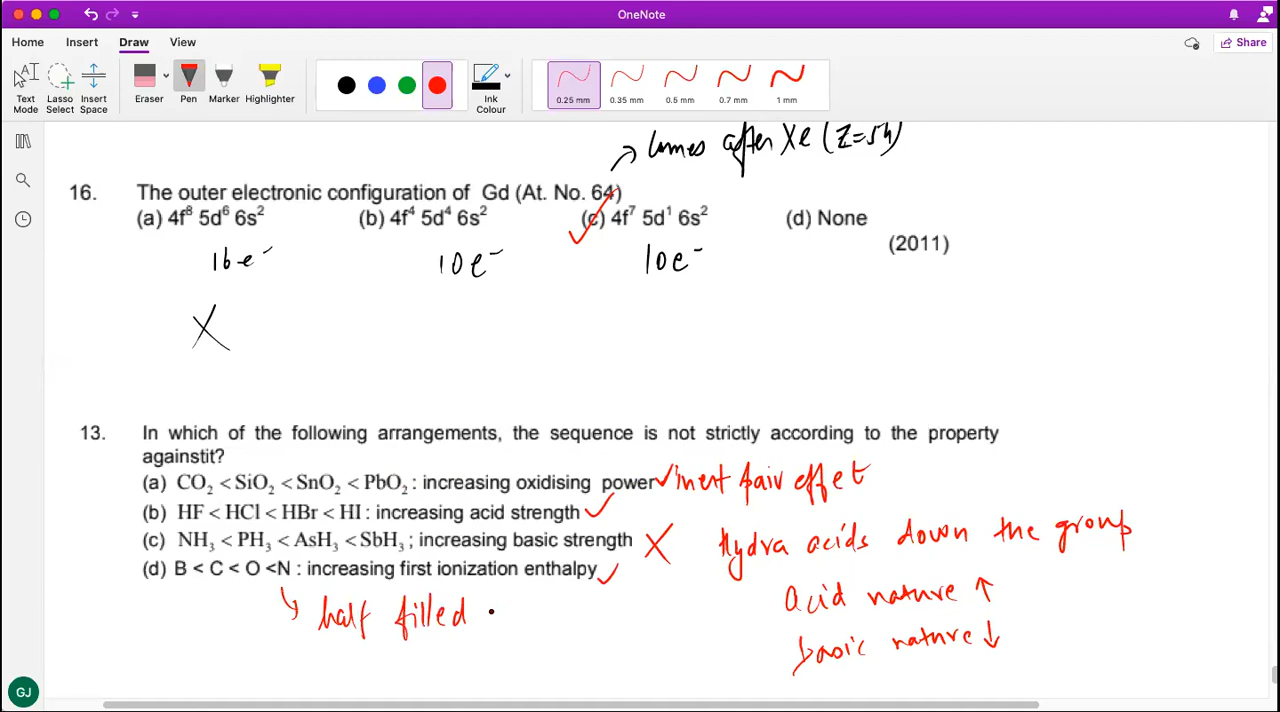 OneNote
Home Insert Draw View
Share
Text Mode
Lasso Select
Insert Space
Eraser
Pen
Marker
Highlighter
Ink Colour
0.25 mm
0.35 mm
0.5 mm
0.7 mm
1 mm
comes after Xe (Z=54)
16. The outer electronic configuration of Gd (At. No. 64)
(a) 4f⁸ 5d⁶ 6s² (b) 4f⁴ 5d⁴ 6s² (c) 4f⁷ 5d¹ 6s² (d) None
(2011)
16e⁻ 10e⁻ 10e⁻
13. In which of the following arrangements, the sequence is not strictly according to the property
againstit?
(a) CO₂ < SiO₂ < SnO₂ < PbO₂ : increasing oxidising power ✓ inert pair effet
(b) HF < HCl < HBr < HI : increasing acid strength ✓
(c) NH₃ < PH₃ < AsH₃ < SbH₃ ; increasing basic strength X Hydra acids down the group
(d) B < C < O <N : increasing first ionization enthalpy ✓
acid nature ↑
half filled
basic nature ↓
GJ